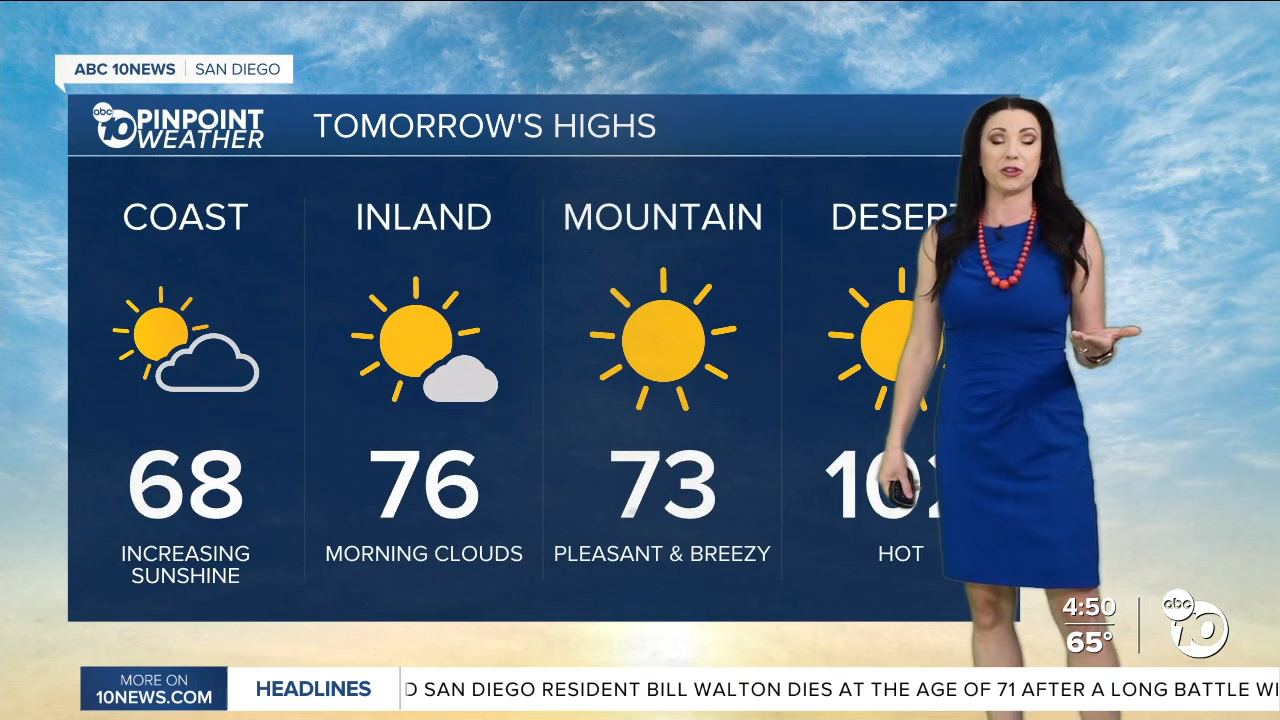 ABC 10NEWS | SAN DIEGO
abc 10 PINPOINT
WEATHER
TOMORROW'S HIGHS
COAST
INLAND
MOUNTAIN
DESERT
68
76
73
INCREASING
SUNSHINE
MORNING CLOUDS
PLEASANT & BREEZY
HOT
4:50
65°
abc 10
MORE ON
10NEWS.COM
HEADLINES
D SAN DIEGO RESIDENT BILL WALTON DIES AT THE AGE OF 71 AFTER A LONG BATTLE WI